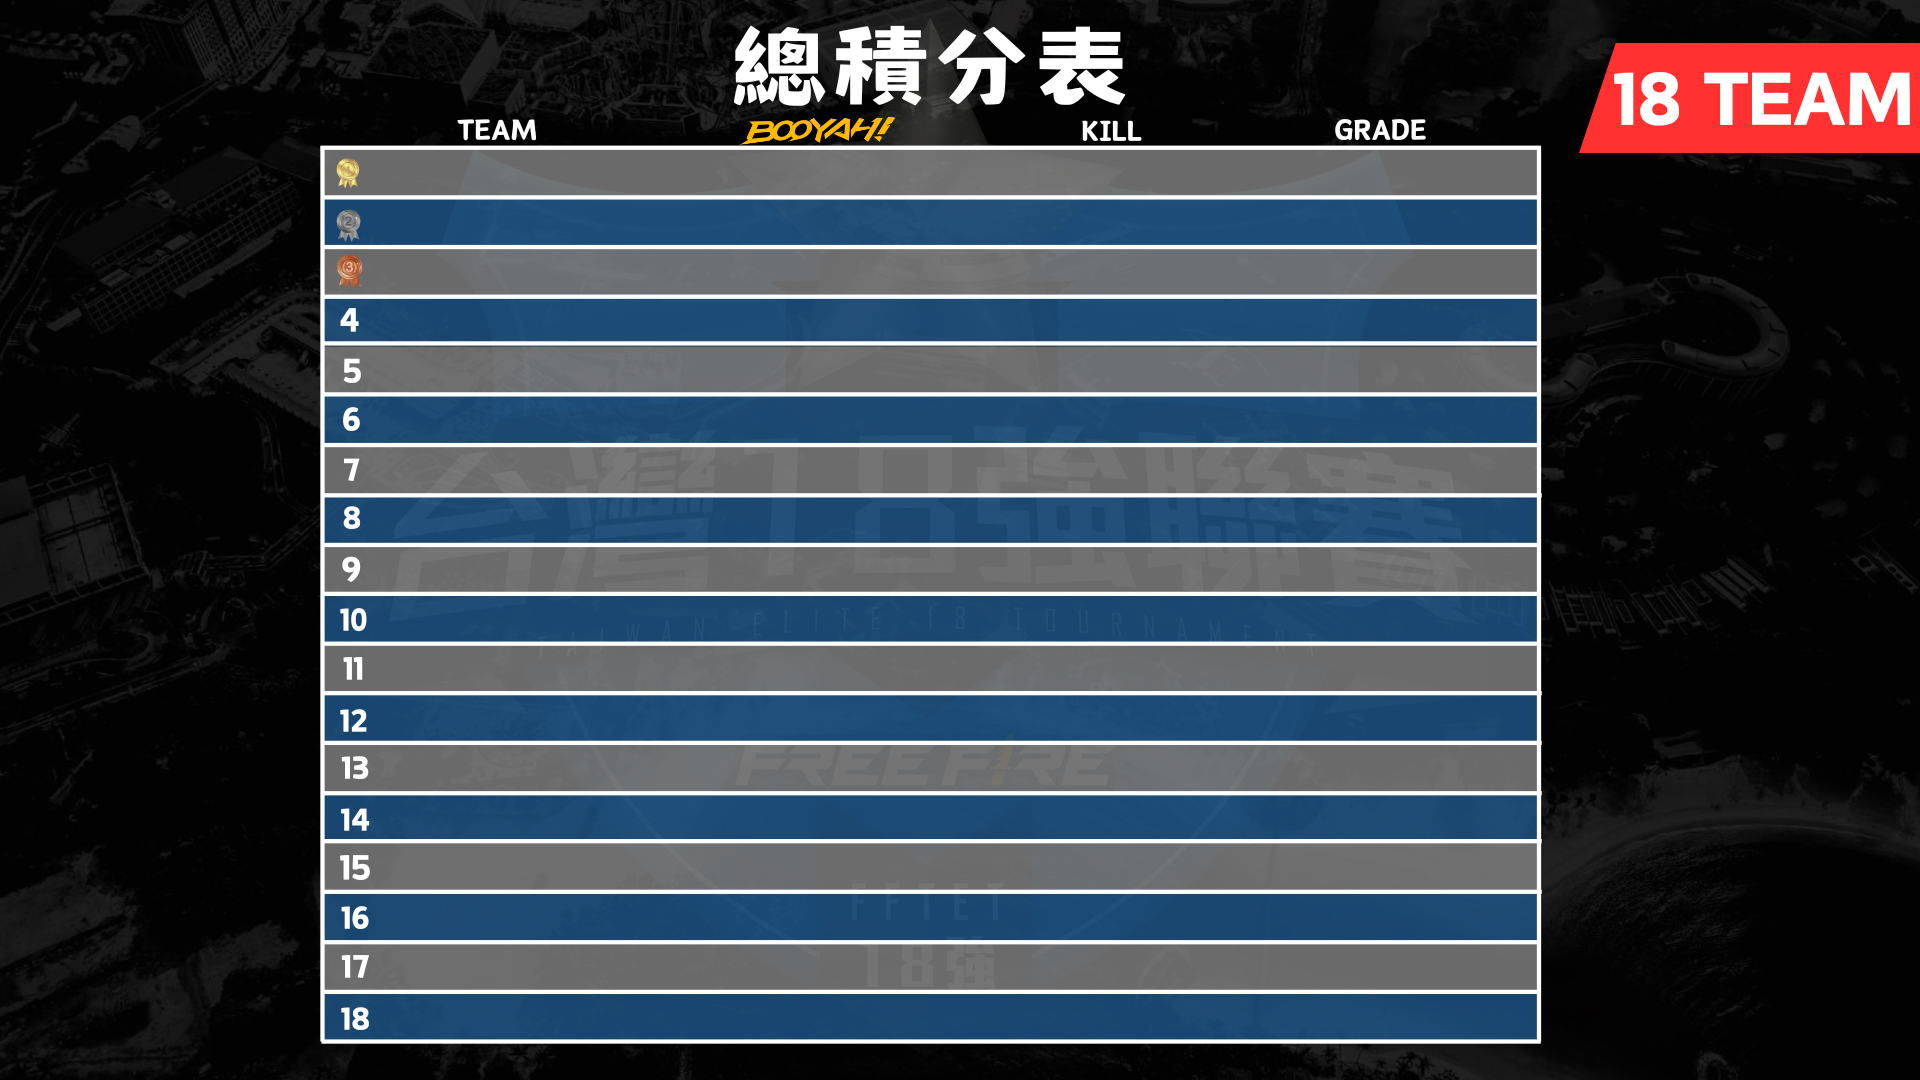 總積分表
18 TEAM
TEAM BOOYAH! KILL GRADE
1
2
3
4
5
6
7
8
9
10
11
12
13
14
15
16
17
18
台灣18強聯賽
TAIWAN ELITE 18 TOURNAMENT
FREE FIRE
FFTET
18強